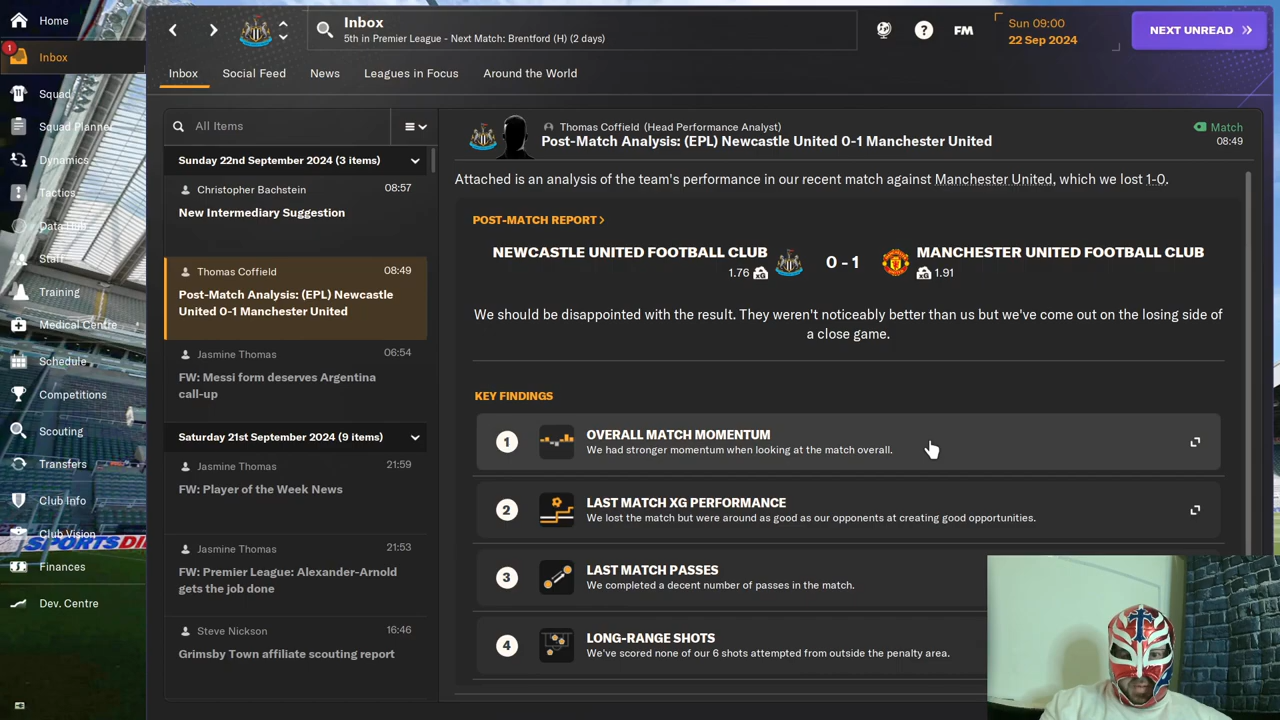 Home
1
Inbox
Squad
Squad Planner
Dynamics
Tactics
Data Hub
Staff
Training
Medical Centre
Schedule
Competitions
Scouting
Transfers
Club Info
Club Vision
SPORTSDIR
Finances
Dev. Centre
Inbox
5th in Premier League - Next Match: Brentford (H) (2 days)
?
FM
Sun 09:00
22 Sep 2024
NEXT UNREAD
Inbox
Social Feed
News
Leagues in Focus
Around the World
All Items
Sunday 22nd September 2024 (3 items)
Christopher Bachstein 08:57
New Intermediary Suggestion
Thomas Coffield 08:49
Post-Match Analysis: (EPL) Newcastle
United 0-1 Manchester United
Jasmine Thomas 06:54
FW: Messi form deserves Argentina
call-up
Saturday 21st September 2024 (9 items)
Jasmine Thomas 21:59
FW: Player of the Week News
Jasmine Thomas 21:53
FW: Premier League: Alexander-Arnold
gets the job done
Steve Nickson 16:46
Grimsby Town affiliate scouting report
Thomas Coffield (Head Performance Analyst)
Post-Match Analysis: (EPL) Newcastle United 0-1 Manchester United
Match
08:49
Attached is an analysis of the team's performance in our recent match against Manchester United, which we lost 1-0.
POST-MATCH REPORT >
NEWCASTLE UNITED FOOTBALL CLUB 0 - 1 MANCHESTER UNITED FOOTBALL CLUB
1.76 xG xG 1.91
We should be disappointed with the result. They weren't noticeably better than us but we've come out on the losing side of
a close game.
KEY FINDINGS
1 OVERALL MATCH MOMENTUM
We had stronger momentum when looking at the match overall.
2 LAST MATCH XG PERFORMANCE
We lost the match but were around as good as our opponents at creating good opportunities.
3 LAST MATCH PASSES
We completed a decent number of passes in the match.
4 LONG-RANGE SHOTS
We've scored none of our 6 shots attempted from outside the penalty area.